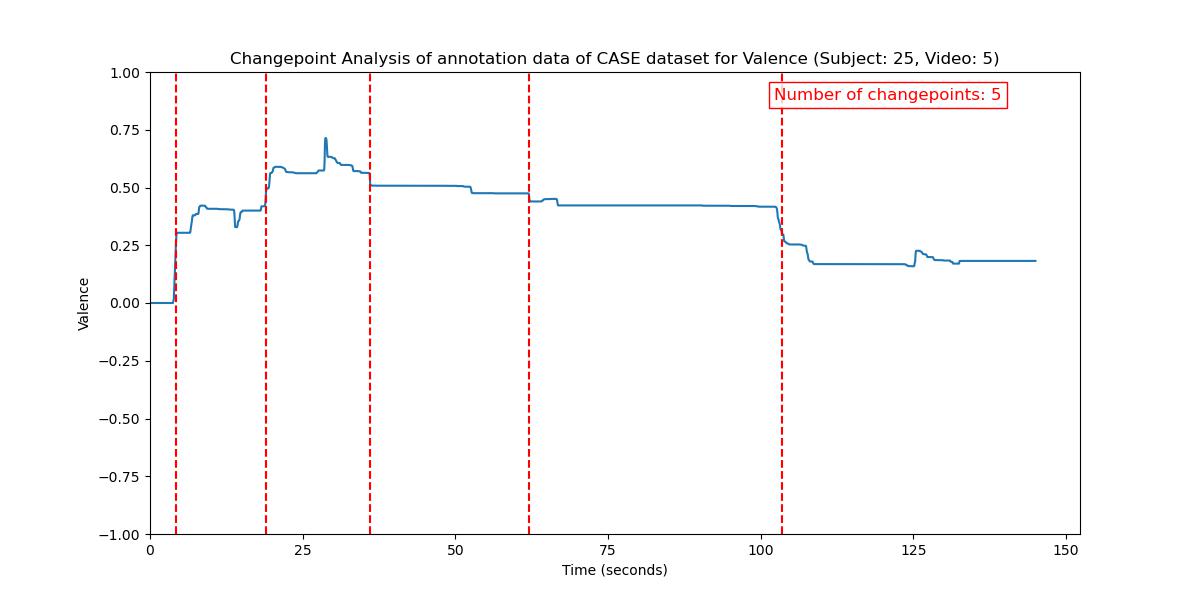 Changepoint Analysis of annotation data of CASE dataset for Valence (Subject: 25, Video: 5)
Number of changepoints: 5
1.00
0.75
0.50
0.25
0.00
−0.25
−0.50
−0.75
−1.00
Valence
0 25 50 75 100 125 150
Time (seconds)